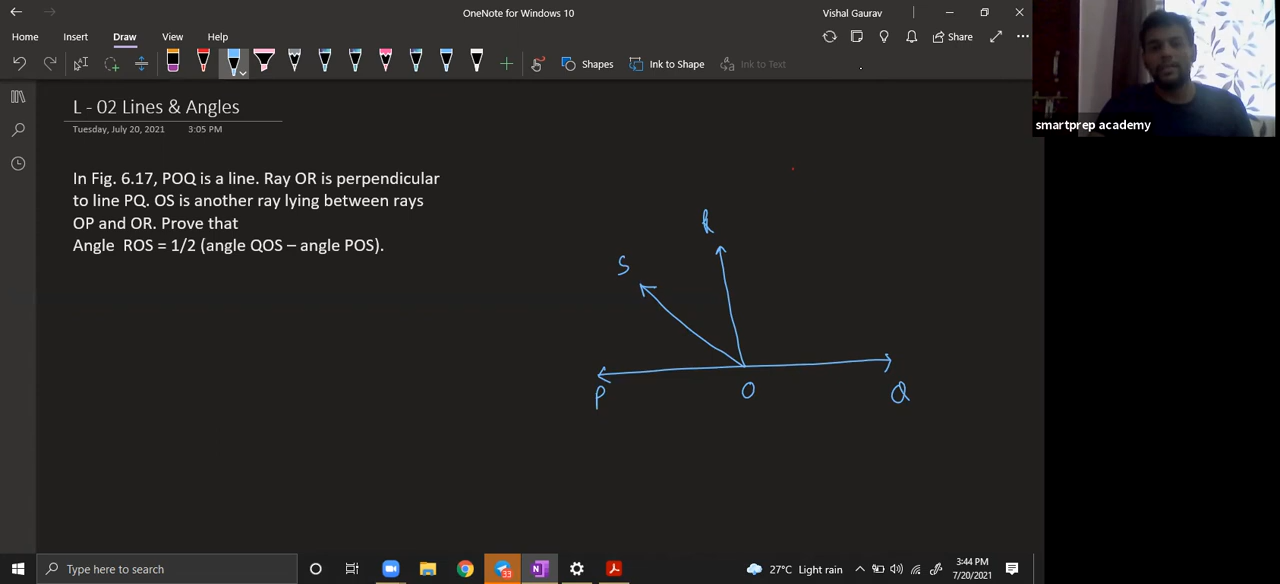 OneNote for Windows 10
Vishal Gaurav
Home Insert Draw View Help
Share
Shapes
Ink to Shape
Ink to Text
smartprep academy
L - 02 Lines & Angles
Tuesday, July 20, 2021 3:05 PM
In Fig. 6.17, POQ is a line. Ray OR is perpendicular
to line PQ. OS is another ray lying between rays
OP and OR. Prove that
Angle ROS = 1/2 (angle QOS – angle POS).
R
S
P
O
Q
Type here to search
33
27°C Light rain
3:44 PM
7/20/2021